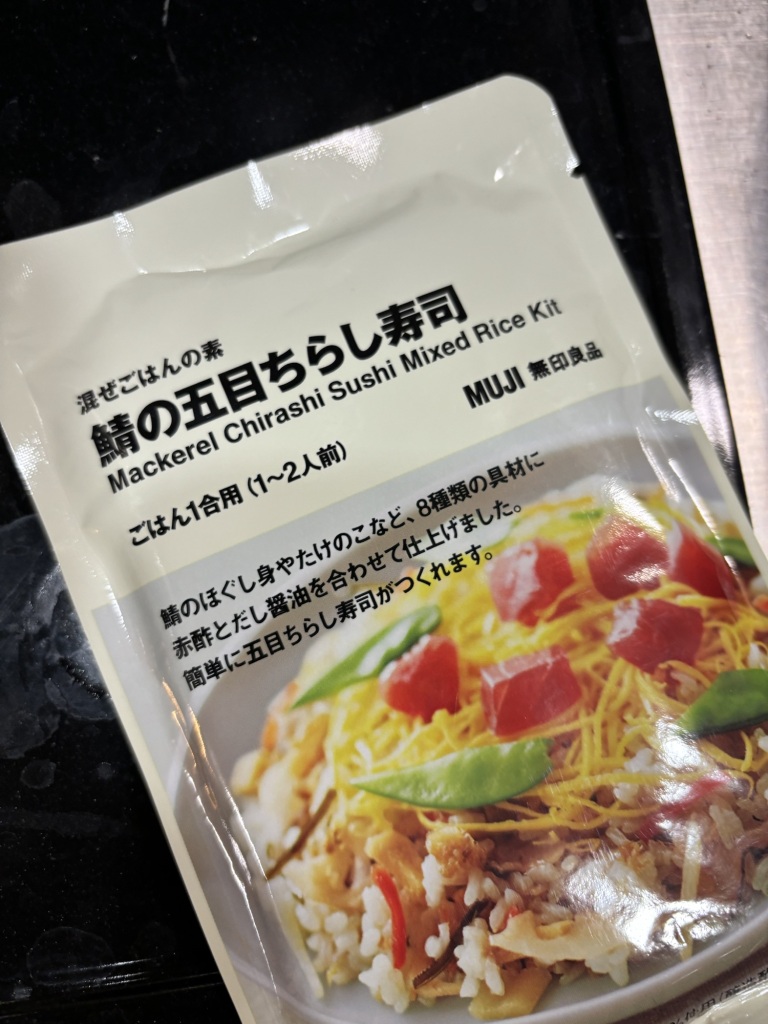 混ぜごはんの素
鯖の五目ちらし寿司
Mackerel Chirashi Sushi Mixed Rice Kit
MUJI 無印良品
ごはん1合用（1～2人前）
鯖のほぐし身やたけのこなど、8種類の具材に
赤酢とだし醤油を合わせて仕上げました。
簡単に五目ちらし寿司がつくれます。